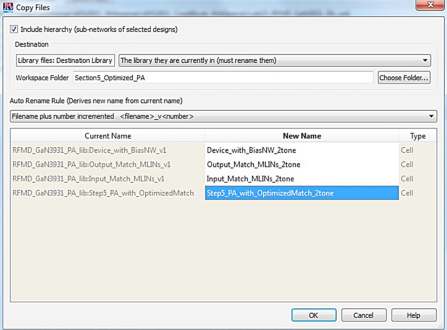 Copy Files
Include hierarchy (sub-networks of selected designs)
Destination
Library files: Destination Library The library they are currently in (must rename them)
Workspace Folder Section5_Optimized_PA Choose Folder...
Auto Rename Rule (Derives new name from current name)
Filename plus number incremented <filename>_v<number>
Current Name New Name Type
RFMD_GaN3931_PA_lib:Device_with_BiasNW_v1 Device_with_BiasNW_2tone Cell
RFMD_GaN3931_PA_lib:Output_Match_MLINs_v1 Output_Match_MLINs_2tone Cell
RFMD_GaN3931_PA_lib:Input_Match_MLINs_v1 Input_Match_MLINs_2tone Cell
RFMD_GaN3931_PA_lib:Step5_PA_with_OptimizedMatch Step5_PA_with_OptimizedMatch_2tone Cell
OK Cancel Help